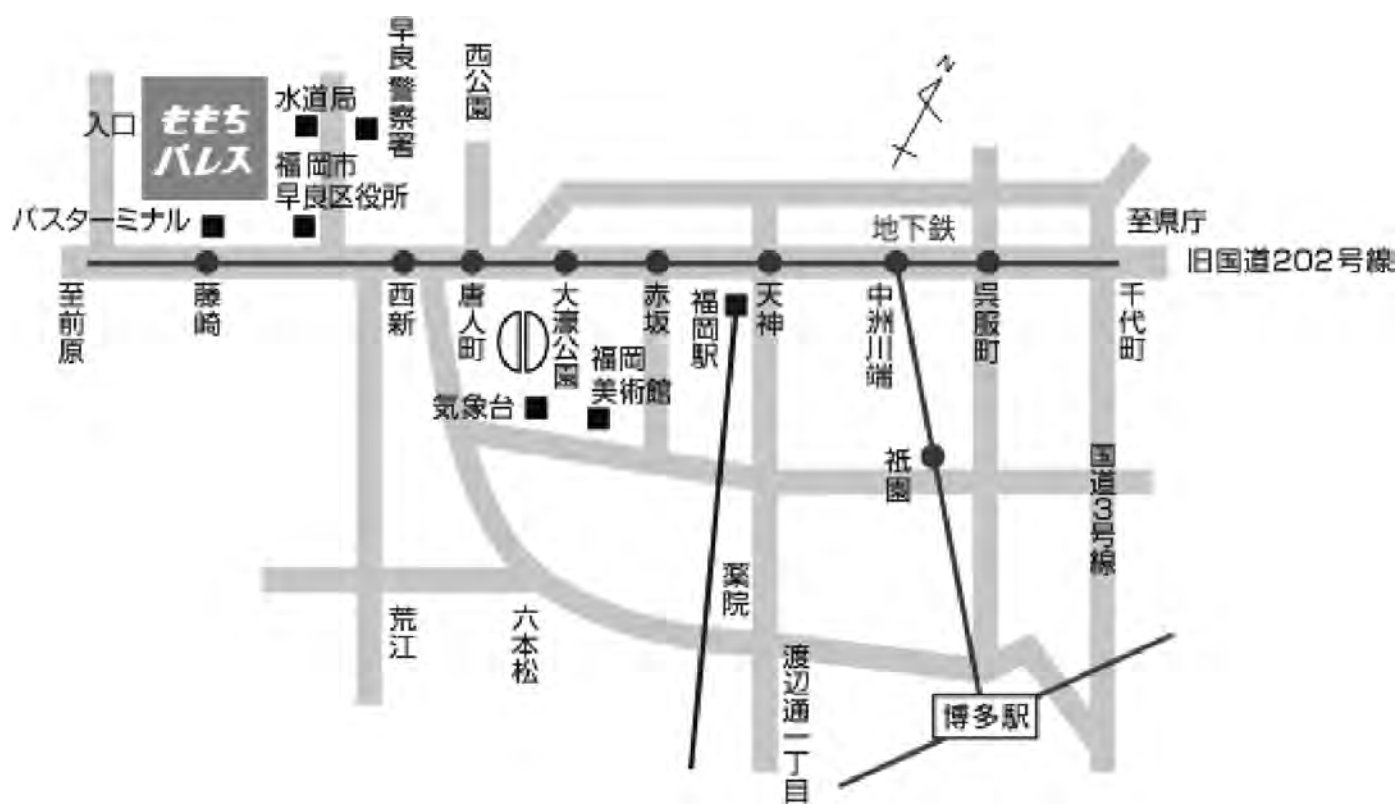 早良警察署
西公園
N
水道局
入口
ももち
パレス
福岡市
早良区役所
バスターミナル
地下鉄
至県庁
旧国道202号線
至前原
藤崎
西新
唐人町
大濠公園
赤坂
福岡駅
天神
中洲川端
呉服町
千代町
福岡
美術館
気象台
祇園
国道3号線
薬院
荒江
六本松
渡辺通一丁目
博多駅